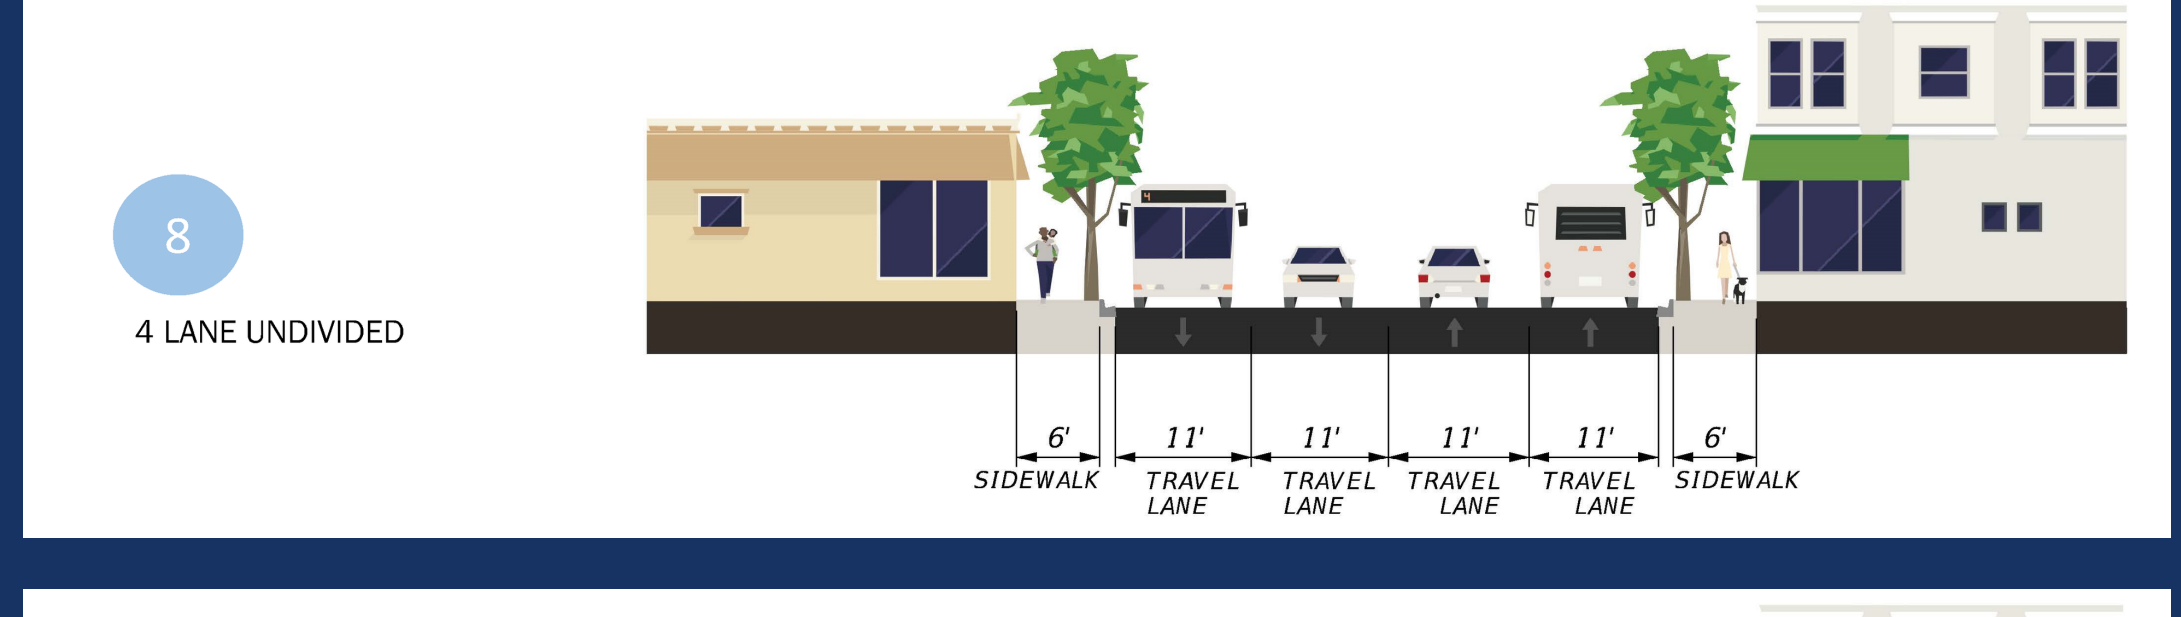 8
4 LANE UNDIVIDED
4
6' 11' 11' 11' 11' 6'
SIDEWALK TRAVEL TRAVEL TRAVEL TRAVEL SIDEWALK
LANE LANE LANE LANE